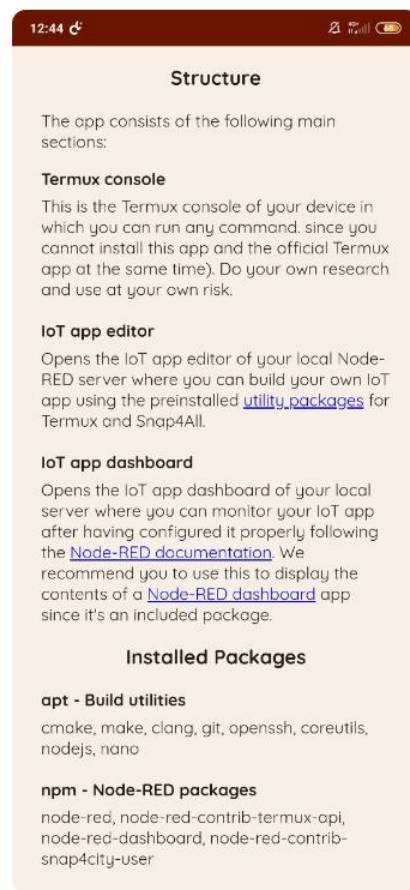 12:44
4G+
68
Structure
The app consists of the following main
sections:
Termux console
This is the Termux console of your device in
which you can run any command. since you
cannot install this app and the official Termux
app at the same time). Do your own research
and use at your own risk.
IoT app editor
Opens the IoT app editor of your local Node-
RED server where you can build your own IoT
app using the preinstalled utility packages for
Termux and Snap4All.
IoT app dashboard
Opens the IoT app dashboard of your local
server where you can monitor your IoT app
after having configured it properly following
the Node-RED documentation. We
recommend you to use this to display the
contents of a Node-RED dashboard app
since it's an included package.
Installed Packages
apt - Build utilities
cmake, make, clang, git, openssh, coreutils,
nodejs, nano
npm - Node-RED packages
node-red, node-red-contrib-termux-api,
node-red-dashboard, node-red-contrib-
snap4city-user